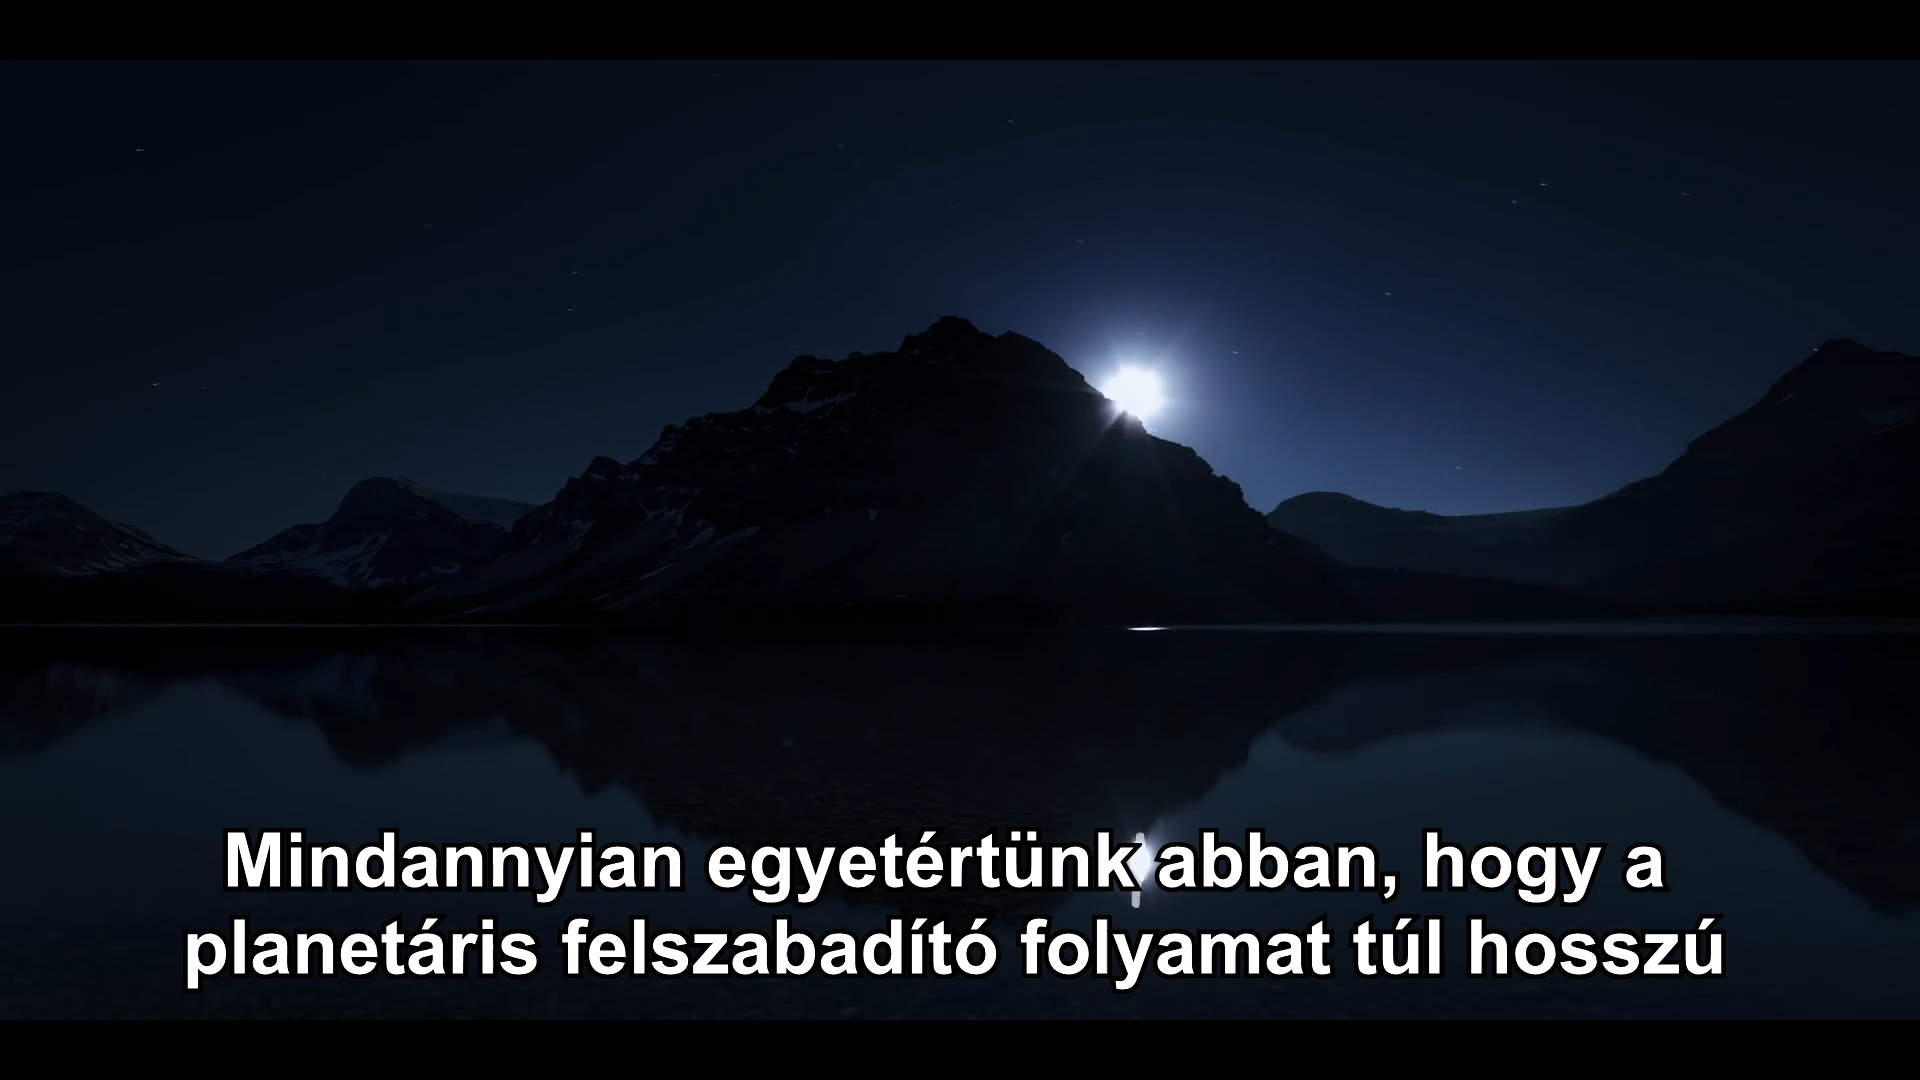 Mindannyian egyetértünk abban, hogy a
planetáris felszabadító folyamat túl hosszú